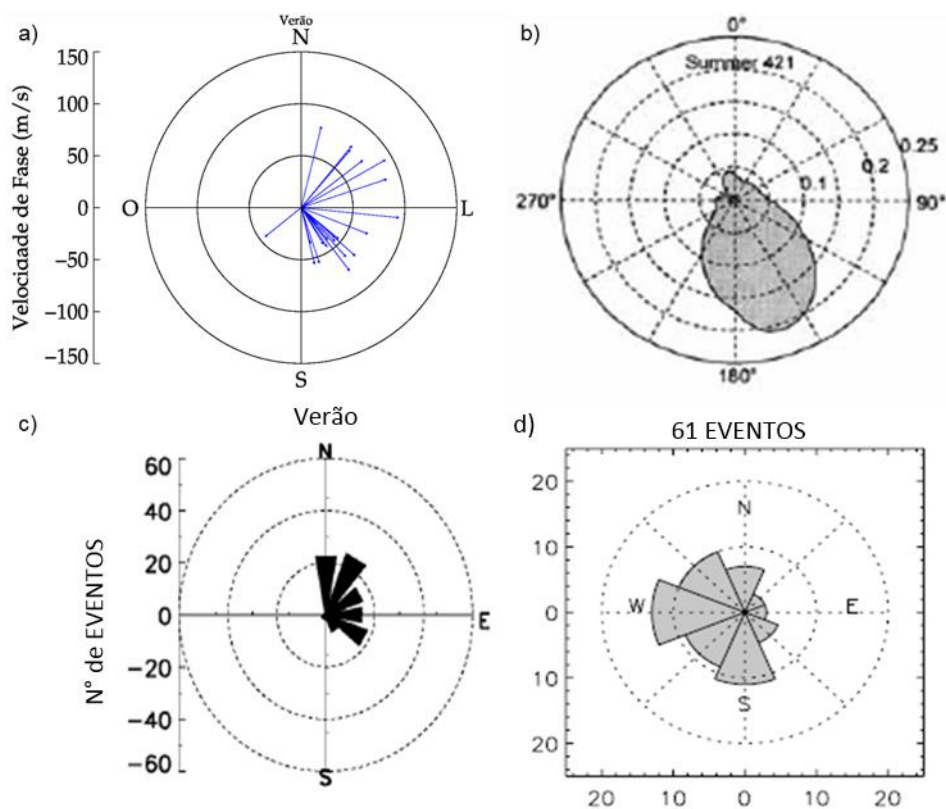 a)
Verão
N
150
100
50
0
−50
−100
−150
Velocidade de Fase (m/s)
O
L
S
b)
0°
Summer 421
0.25
0.2
0.1
270°
90°
180°
c)
Verão
N
60
40
20
0
−20
−40
−60
N° de EVENTOS
E
S
d)
61 EVENTOS
20
10
0
10
20
N
W
E
S
20 10 0 10 20